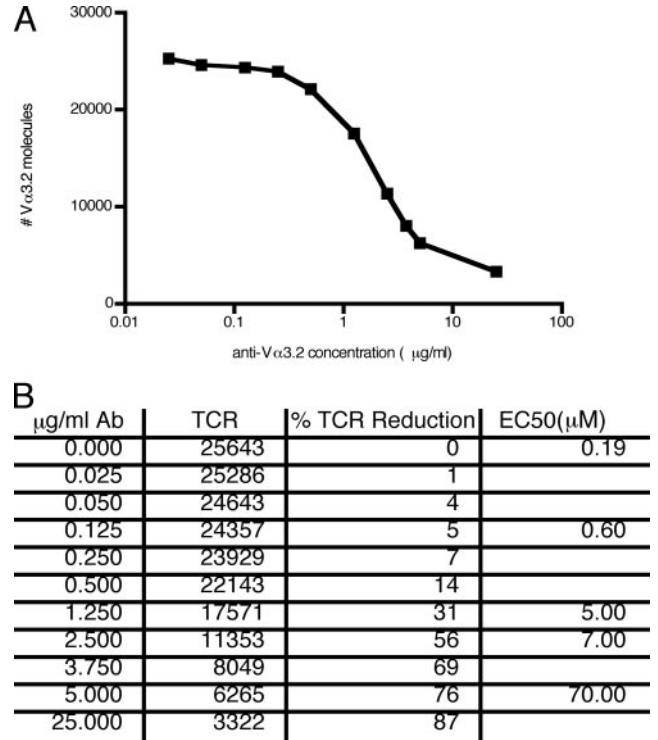 A
30000
20000
10000
0
# Vα3.2 molecules
0.01 0.1 1 10 100
anti-Vα3.2 concentration ( μg/ml)
B
μg/ml Ab TCR % TCR Reduction EC50(μM)
0.000 25643 0 0.19
0.025 25286 1
0.050 24643 4
0.125 24357 5 0.60
0.250 23929 7
0.500 22143 14
1.250 17571 31 5.00
2.500 11353 56 7.00
3.750 8049 69
5.000 6265 76 70.00
25.000 3322 87